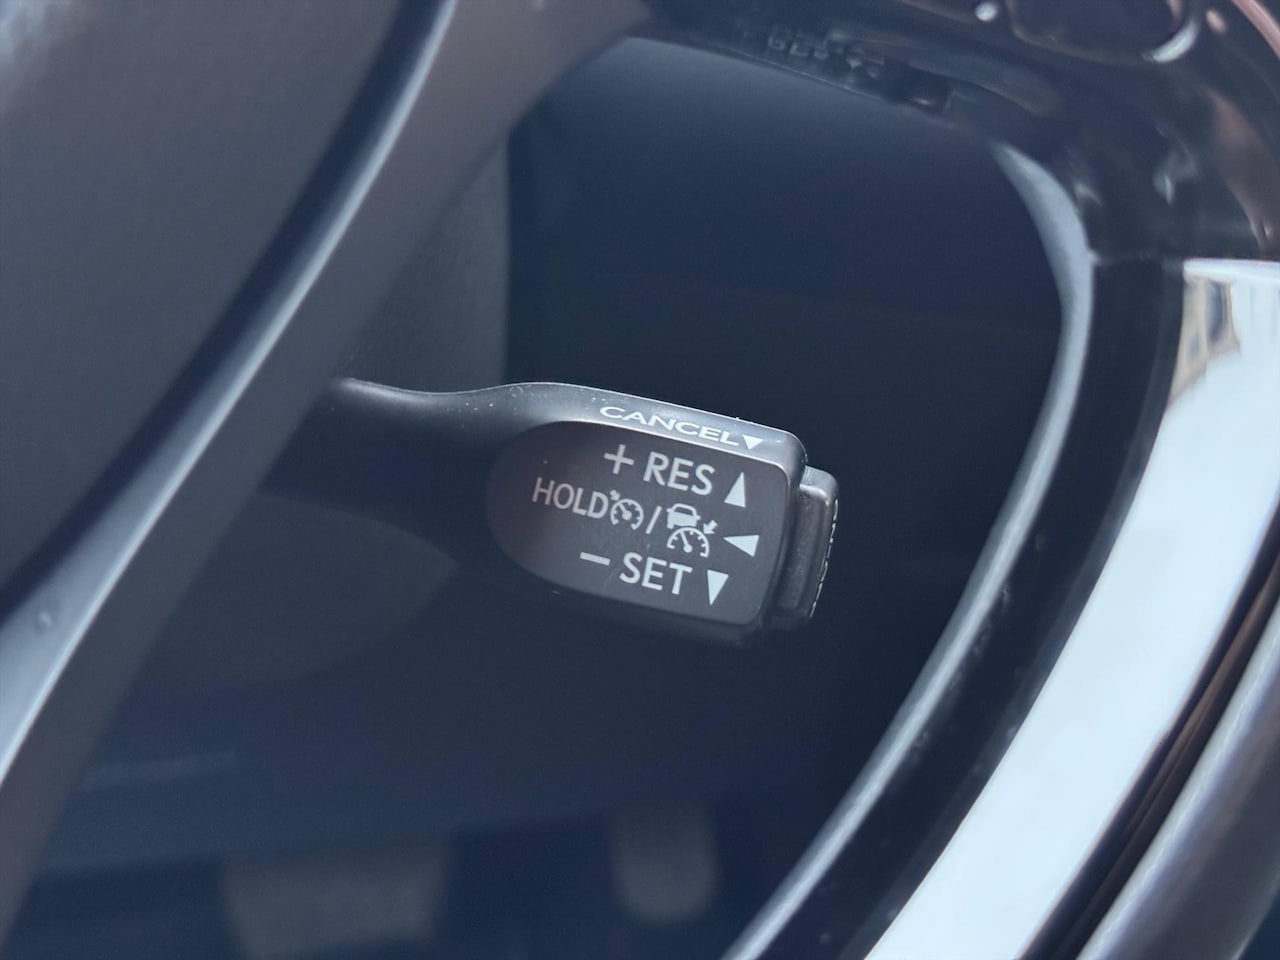 CANCEL▼
+ RES ▲
HOLD / ◀
− SET ▼